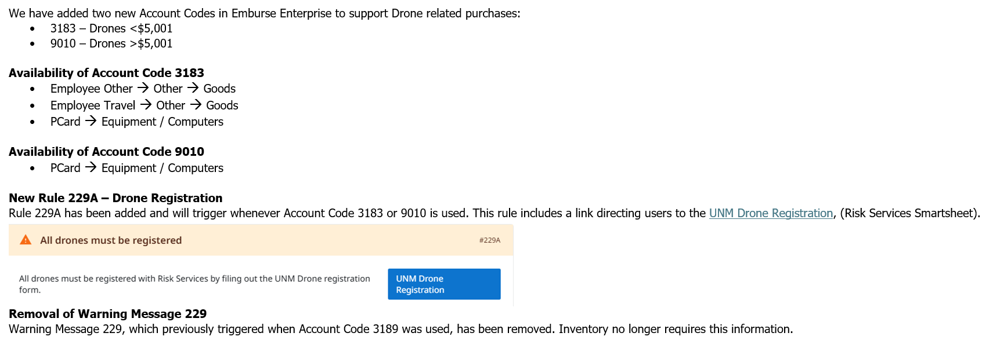 We have added two new Account Codes in Emburse Enterprise to support Drone related purchases:
• 3183 – Drones <$5,001
• 9010 – Drones >$5,001
Availability of Account Code 3183
• Employee Other → Other → Goods
• Employee Travel → Other → Goods
• PCard → Equipment / Computers
Availability of Account Code 9010
• PCard → Equipment / Computers
New Rule 229A – Drone Registration
Rule 229A has been added and will trigger whenever Account Code 3183 or 9010 is used. This rule includes a link directing users to the UNM Drone Registration, (Risk Services Smartsheet).
All drones must be registered #229A
All drones must be registered with Risk Services by filing out the UNM Drone registration
form.
UNM Drone
Registration
Removal of Warning Message 229
Warning Message 229, which previously triggered when Account Code 3189 was used, has been removed. Inventory no longer requires this information.